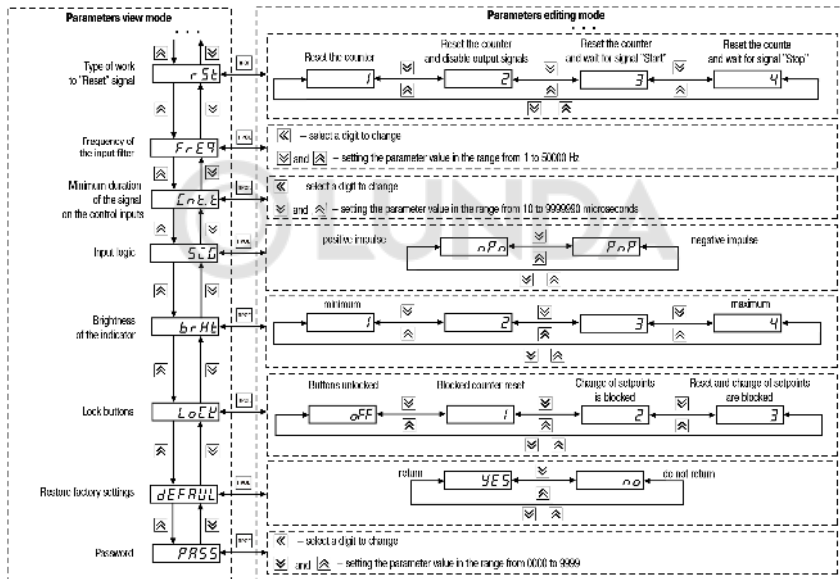 Parameters view mode
Parameters editing mode
. . .
. . .
Type of work
to "Reset" signal
rSt
Reset the counter
1
Reset the counter
and disable output signals
2
Reset the counter
and wait for signal "Start"
3
Reset the counte
and wait for signal "Stop"
4
Frequency of
the input filter
FrEq
– select a digit to change
and – setting the parameter value in the range from 1 to 50000 Hz
Minimum duration
of the signal
on the control inputs
Cnt.t
select a digit to change
and – setting the parameter value in the range from 10 to 9999990 microseconds
LUNDA
Input logic
SiG
positive impulse
nPn
PnP
negative impulse
Brightness
of the indicator
brHt
minimum
1
2
3
maximum
4
Lock buttons
LoCK
Buttons unlocked
oFF
Blocked counter reset
1
Change of setpoints
is blocked
2
Reset and change of setpoints
are blocked
3
Restore factory settings
dEFAUL
return
YES
no
do not return
Password
PASS
– select a digit to change
and – setting the parameter value in the range from 0000 to 9999